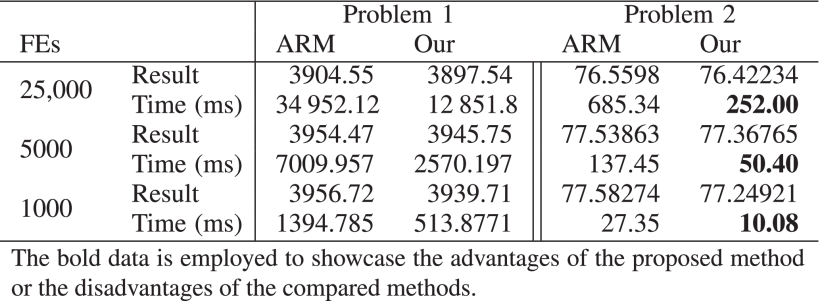 Problem 1 Problem 2
FEs ARM Our ARM Our
25,000 Result 3904.55 3897.54 76.5598 76.42234
Time (ms) 34 952.12 12 851.8 685.34 252.00
5000 Result 3954.47 3945.75 77.53863 77.36765
Time (ms) 7009.957 2570.197 137.45 50.40
1000 Result 3956.72 3939.71 77.58274 77.24921
Time (ms) 1394.785 513.8771 27.35 10.08
The bold data is employed to showcase the advantages of the proposed method
or the disadvantages of the compared methods.